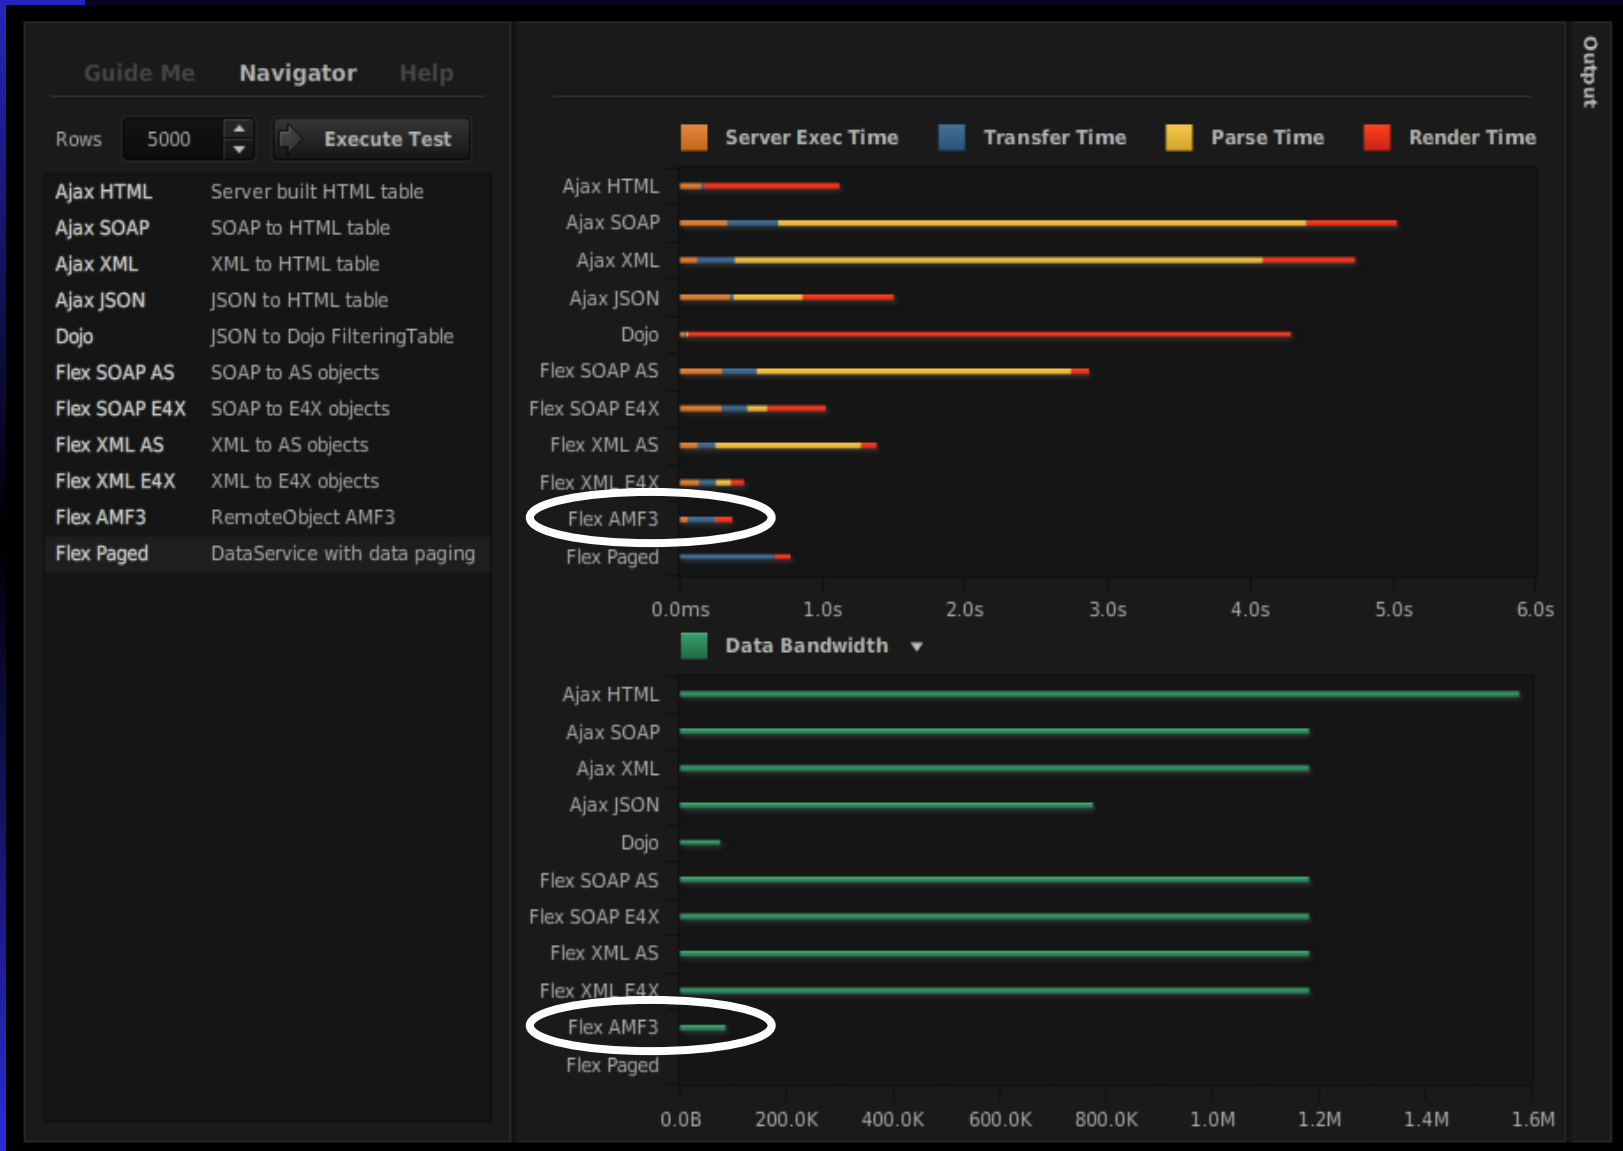 Guide Me Navigator Help
Output
Rows 5000 Execute Test
Ajax HTML Server built HTML table
Ajax SOAP SOAP to HTML table
Ajax XML XML to HTML table
Ajax JSON JSON to HTML table
Dojo JSON to Dojo FilteringTable
Flex SOAP AS SOAP to AS objects
Flex SOAP E4X SOAP to E4X objects
Flex XML AS XML to AS objects
Flex XML E4X XML to E4X objects
Flex AMF3 RemoteObject AMF3
Flex Paged DataService with data paging
Server Exec Time Transfer Time Parse Time Render Time
Ajax HTML
Ajax SOAP
Ajax XML
Ajax JSON
Dojo
Flex SOAP AS
Flex SOAP E4X
Flex XML AS
Flex XML E4X
Flex AMF3
Flex Paged
0.0ms 1.0s 2.0s 3.0s 4.0s 5.0s 6.0s
Data Bandwidth
Ajax HTML
Ajax SOAP
Ajax XML
Ajax JSON
Dojo
Flex SOAP AS
Flex SOAP E4X
Flex XML AS
Flex XML E4X
Flex AMF3
Flex Paged
0.0B 200.0K 400.0K 600.0K 800.0K 1.0M 1.2M 1.4M 1.6M